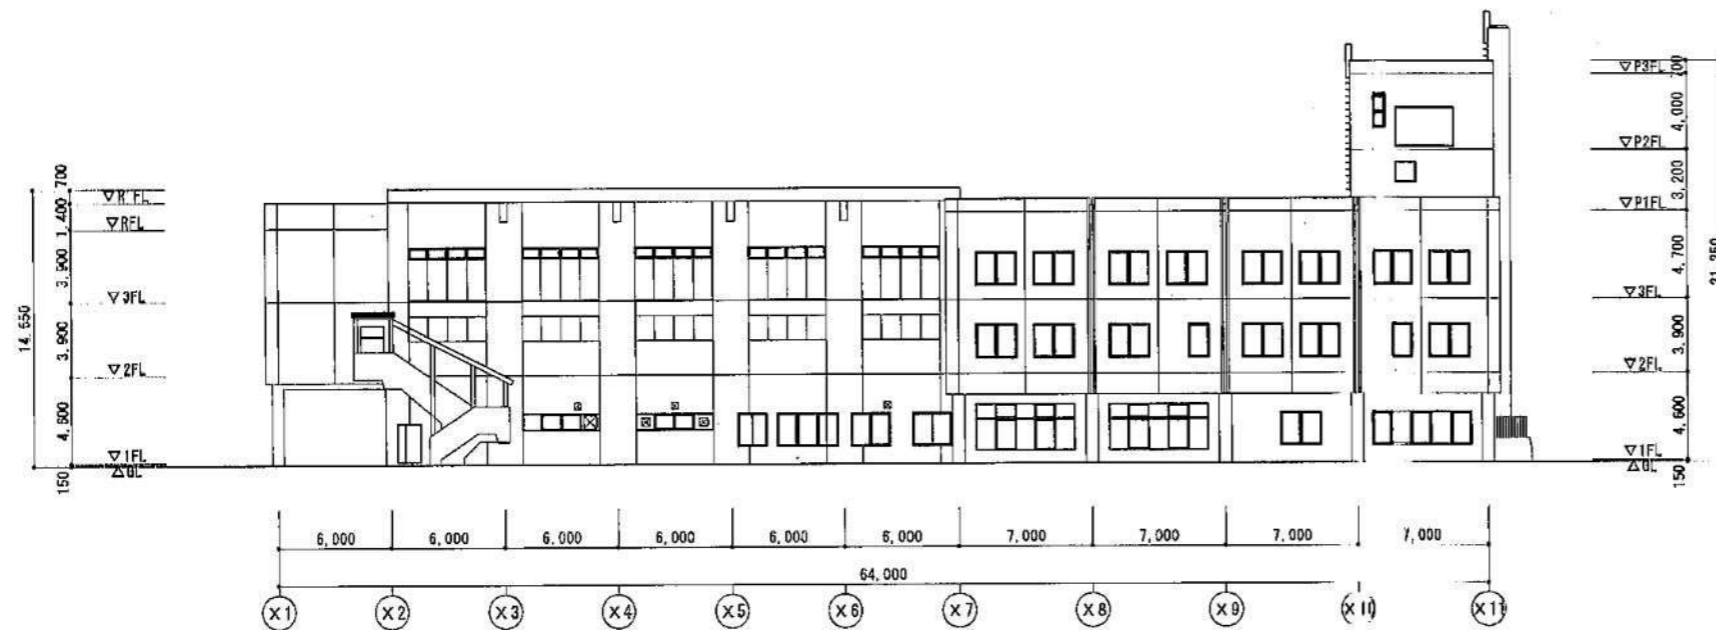 700
▽R'FL
1,400
▽RFL
3,900
▽3FL
14,650
3,900
▽2FL
4,600
▽1FL
△GL
150
▽P3FL
700
4,000
▽P2FL
3,200
▽P1FL
4,700
▽3FL
3,900
▽2FL
4,600
▽1FL
△GL
150
6,000 6,000 6,000 6,000 6,000 6,000 7,000 7,000 7,000 7,000
64,000
X1 X2 X3 X4 X5 X6 X7 X8 X9 X10 X11